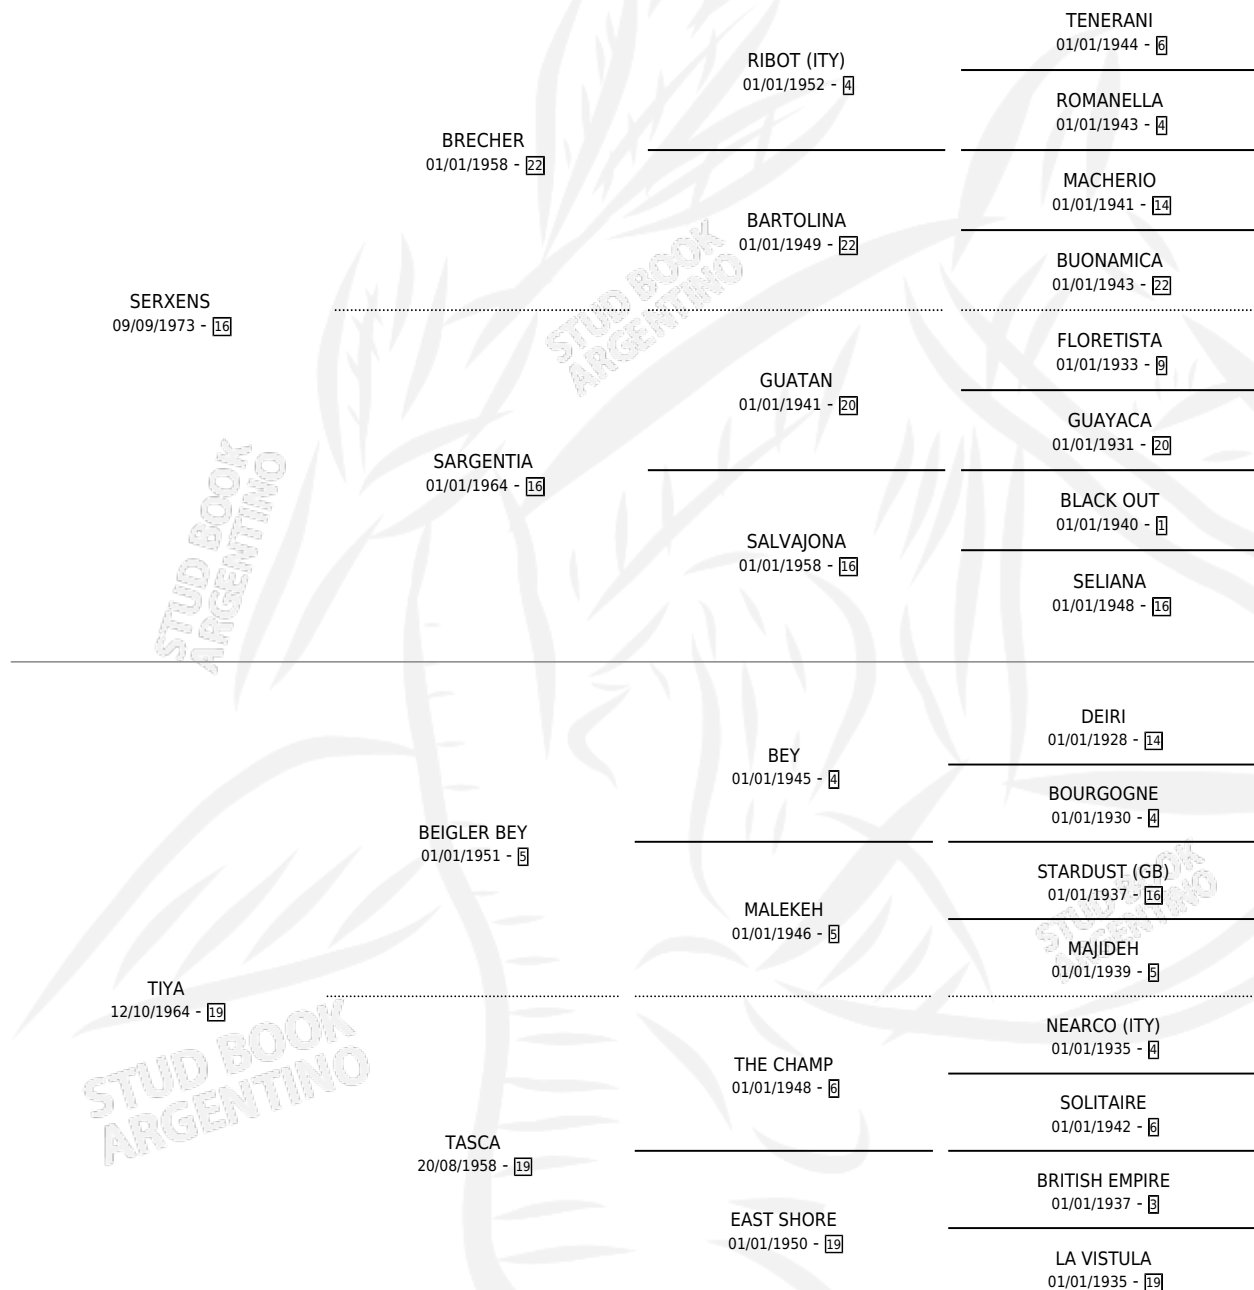 TENERANI
01/01/1944 - 6
RIBOT (ITY)
01/01/1952 - 4
ROMANELLA
01/01/1943 - 4
BRECHER
01/01/1958 - 22
MACHERIO
01/01/1941 - 14
BARTOLINA
01/01/1949 - 22
BUONAMICA
01/01/1943 - 22
SERXENS
09/09/1973 - 16
FLORETISTA
01/01/1933 - 9
GUATAN
01/01/1941 - 20
GUAYACA
01/01/1931 - 20
SARGENTIA
01/01/1964 - 16
BLACK OUT
01/01/1940 - 1
SALVAJONA
01/01/1958 - 16
SELIANA
01/01/1948 - 16
DEIRI
01/01/1928 - 14
BEY
01/01/1945 - 4
BOURGOGNE
01/01/1930 - 4
BEIGLER BEY
01/01/1951 - 5
STARDUST (GB)
01/01/1937 - 16
MALEKEH
01/01/1946 - 5
MAJIDEH
01/01/1939 - 5
TIYA
12/10/1964 - 19
NEARCO (ITY)
01/01/1935 - 4
THE CHAMP
01/01/1948 - 6
SOLITAIRE
01/01/1942 - 6
TASCA
20/08/1958 - 19
BRITISH EMPIRE
01/01/1937 - 3
EAST SHORE
01/01/1950 - 19
LA VISTULA
01/01/1935 - 19
STUD BOOK
ARGENTINO
STUD BOOK
ARGENTINO
STUD BOOK
ARGENTINO
STUD BOOK
ARGENTINO